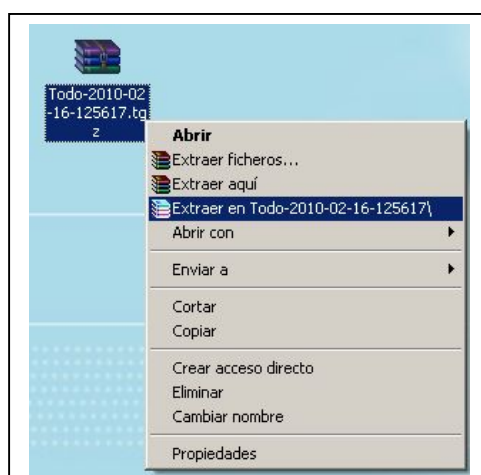 Todo-2010-02
-16-125617.tg
z
Abrir
Extraer ficheros...
Extraer aquí
Extraer en Todo-2010-02-16-125617\
Abrir con
Enviar a
Cortar
Copiar
Crear acceso directo
Eliminar
Cambiar nombre
Propiedades